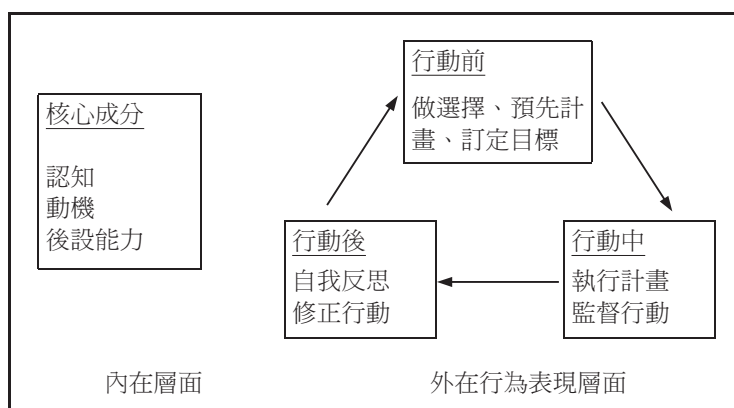 核心成分
認知
動機
後設能力
行動前
做選擇、預先計
畫、訂定目標
行動後
自我反思
修正行動
行動中
執行計畫
監督行動
內在層面
外在行為表現層面